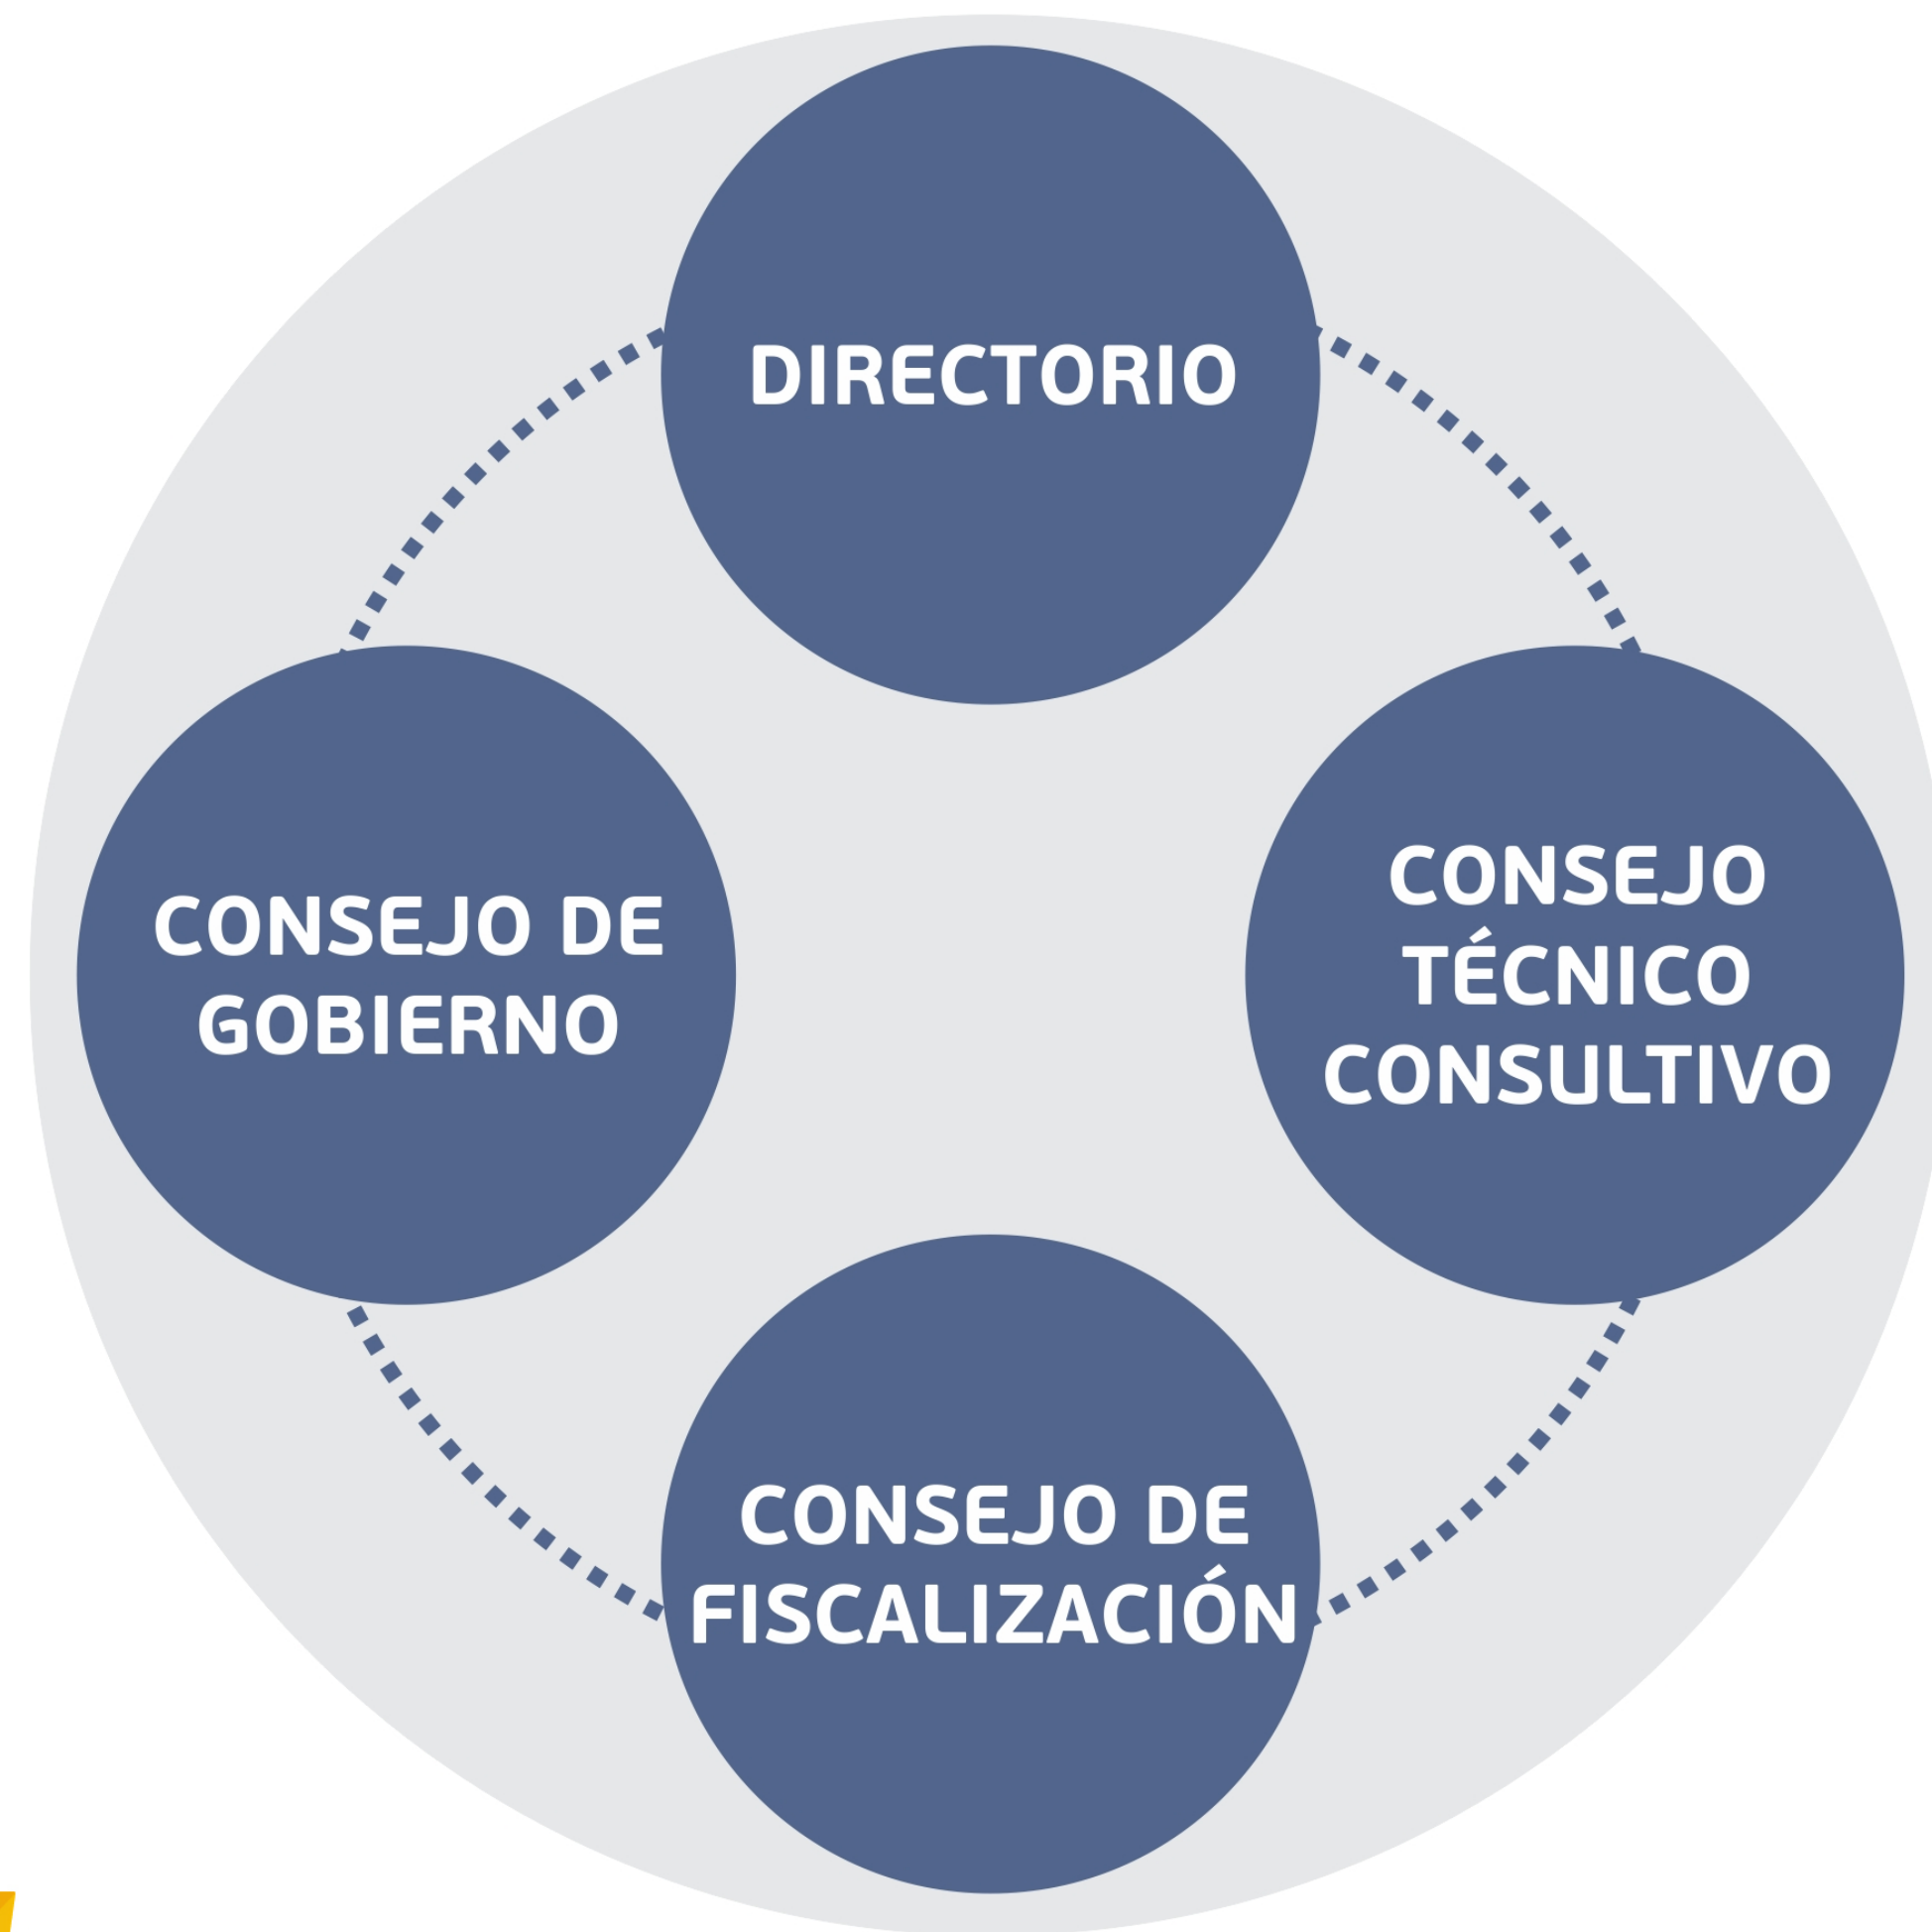 DIRECTORIO
CONSEJO DE
GOBIERNO
CONSEJO
TÉCNICO
CONSULTIVO
CONSEJO DE
FISCALIZACIÓN